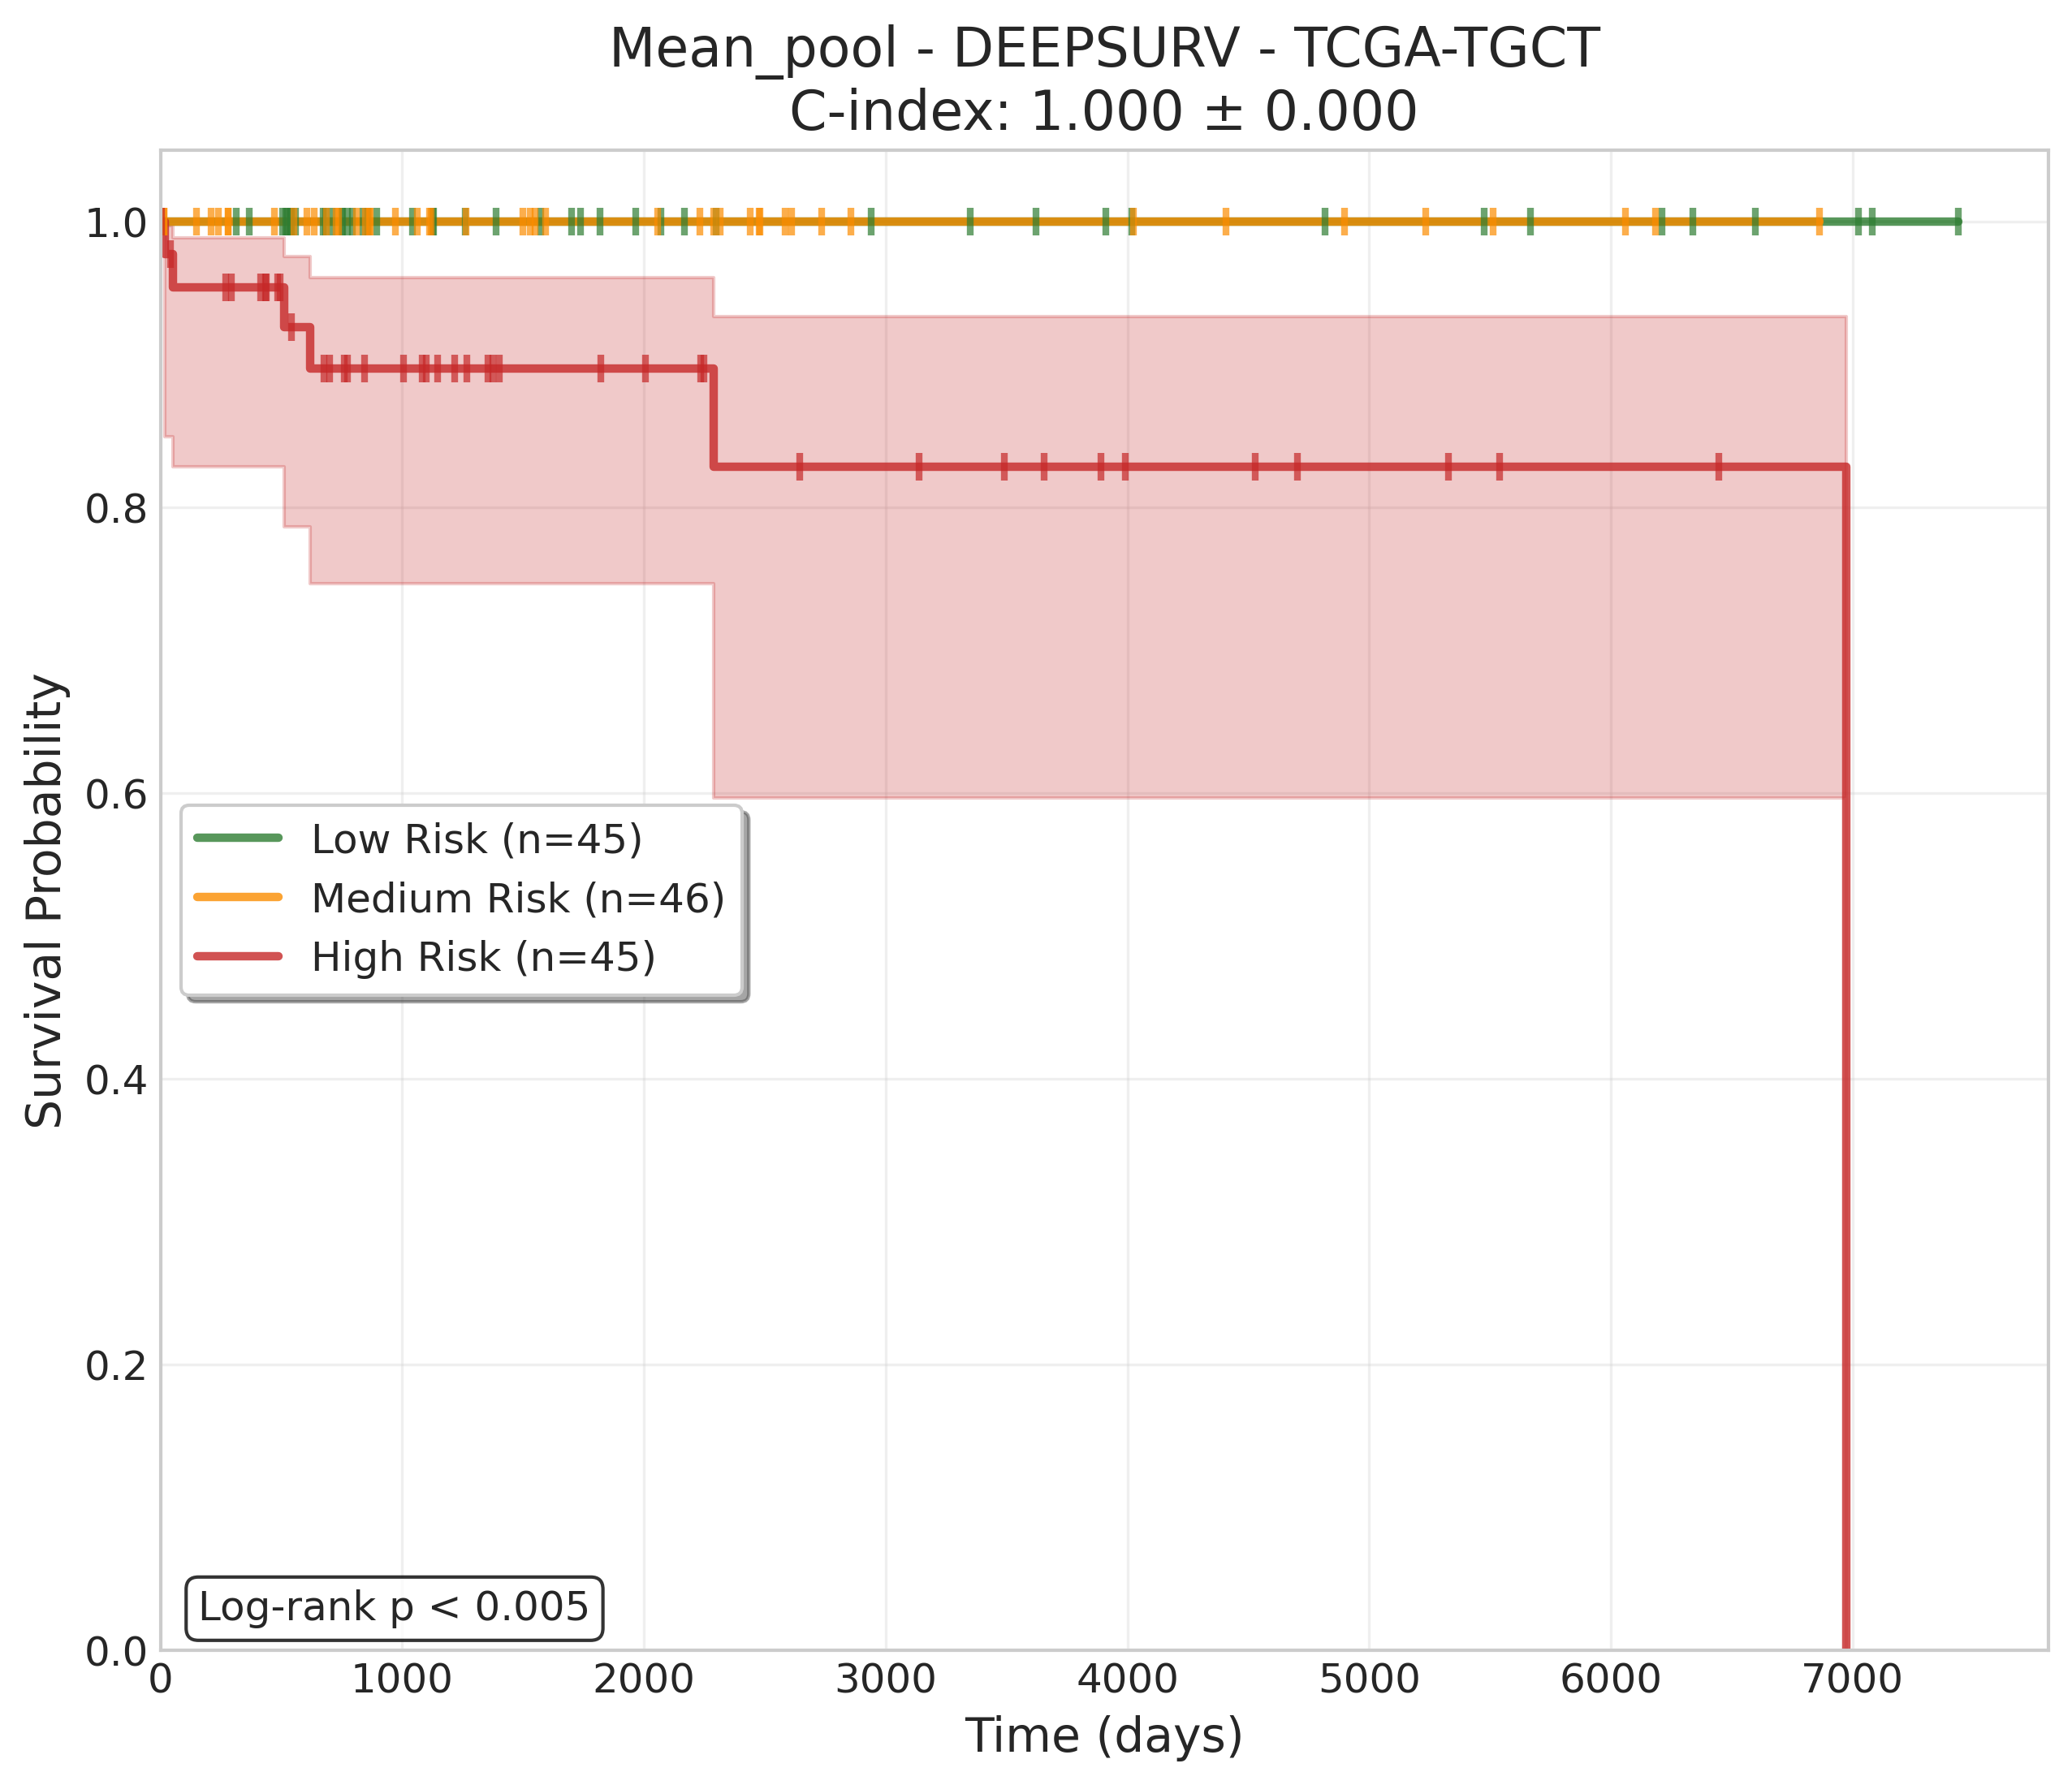 Mean_pool - DEEPSURV - TCGA-TGCT
C-index: 1.000 ± 0.000
Survival Probability
1.0
0.8
0.6
0.4
0.2
0.0
Low Risk (n=45)
Medium Risk (n=46)
High Risk (n=45)
Log-rank p < 0.005
0 1000 2000 3000 4000 5000 6000 7000
Time (days)